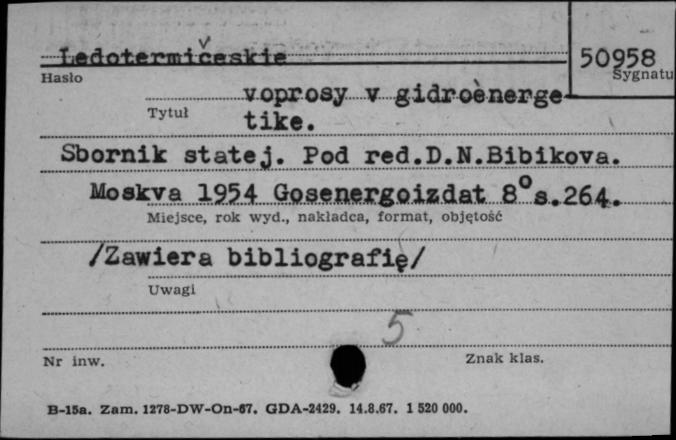 Ledotermičeskie
50958
Hasło
Sygnatu
voprosy v gidroènerge
Tytuł
tike.
Sbornik statej. Pod red.D.N.Bibikova.
Moskva 1954 Gosenergoizdat 8° s.264.
Miejsce, rok wyd., nakładca, format, objętość
/Zawiera bibliografię/
Uwagi
5
Nr inw.
Znak klas.
B-15a. Zam. 1278-DW-On-67. GDA-2429. 14.8.67. 1 520 000.